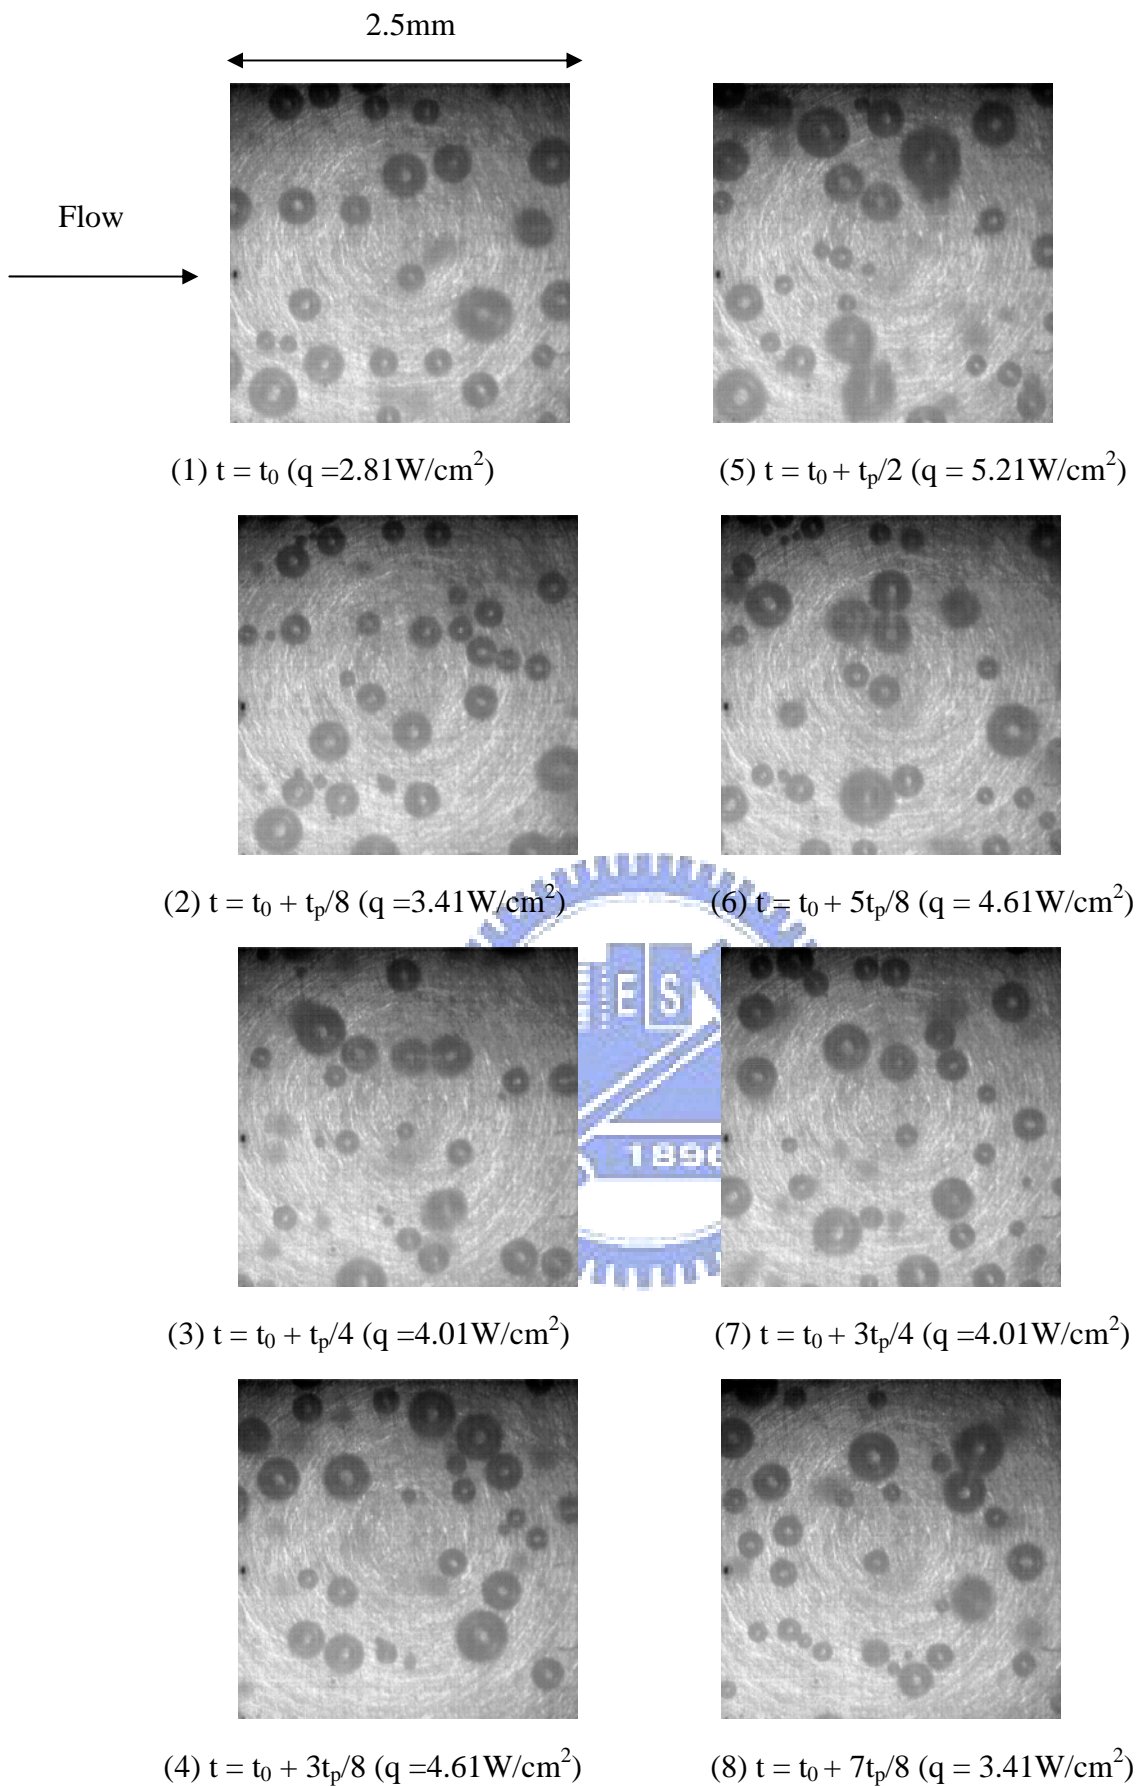 2.5mm
Flow
(1) t = t₀ (q =2.81W/cm²)
(5) t = t₀ + tₚ/2 (q = 5.21W/cm²)
(2) t = t₀ + tₚ/8 (q =3.41W/cm²)
(6) t = t₀ + 5tₚ/8 (q = 4.61W/cm²)
E S
1896
(3) t = t₀ + tₚ/4 (q =4.01W/cm²)
(7) t = t₀ + 3tₚ/4 (q =4.01W/cm²)
(4) t = t₀ + 3tₚ/8 (q =4.61W/cm²)
(8) t = t₀ + 7tₚ/8 (q = 3.41W/cm²)